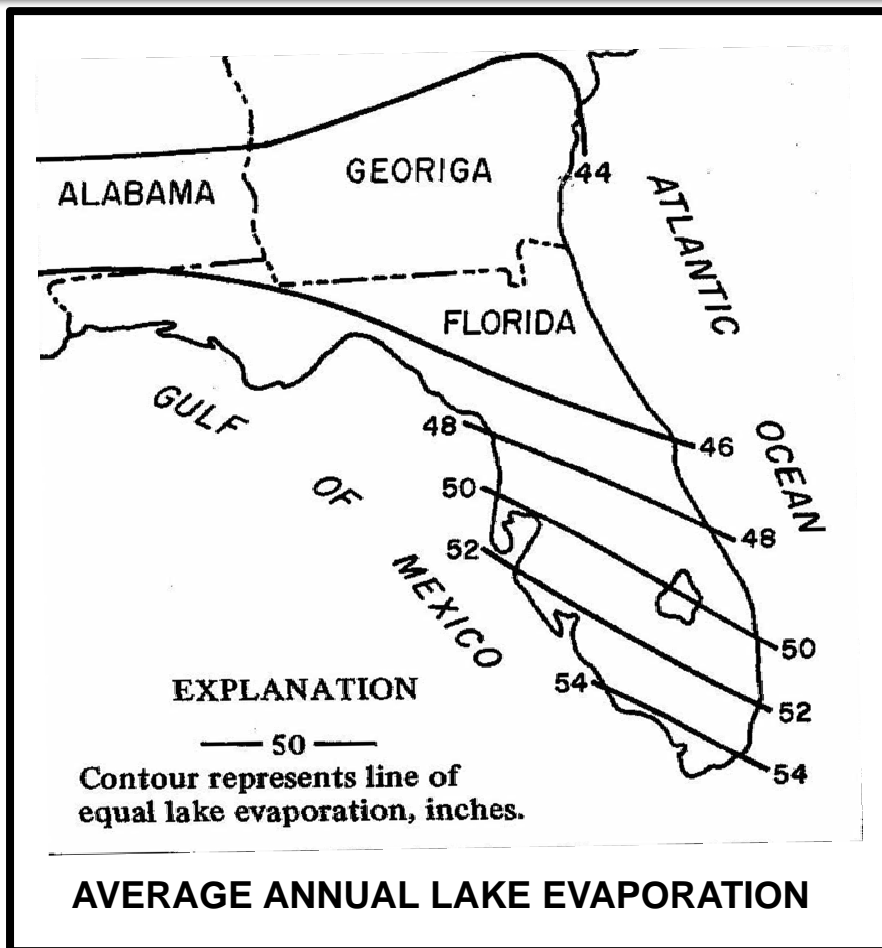 ALABAMA
GEORIGA
44
ATLANTIC
FLORIDA
GULF
48
46
OCEAN
OF
50
48
52
MEXICO
50
54
52
54
EXPLANATION
50
Contour represents line of
equal lake evaporation, inches.
AVERAGE ANNUAL LAKE EVAPORATION